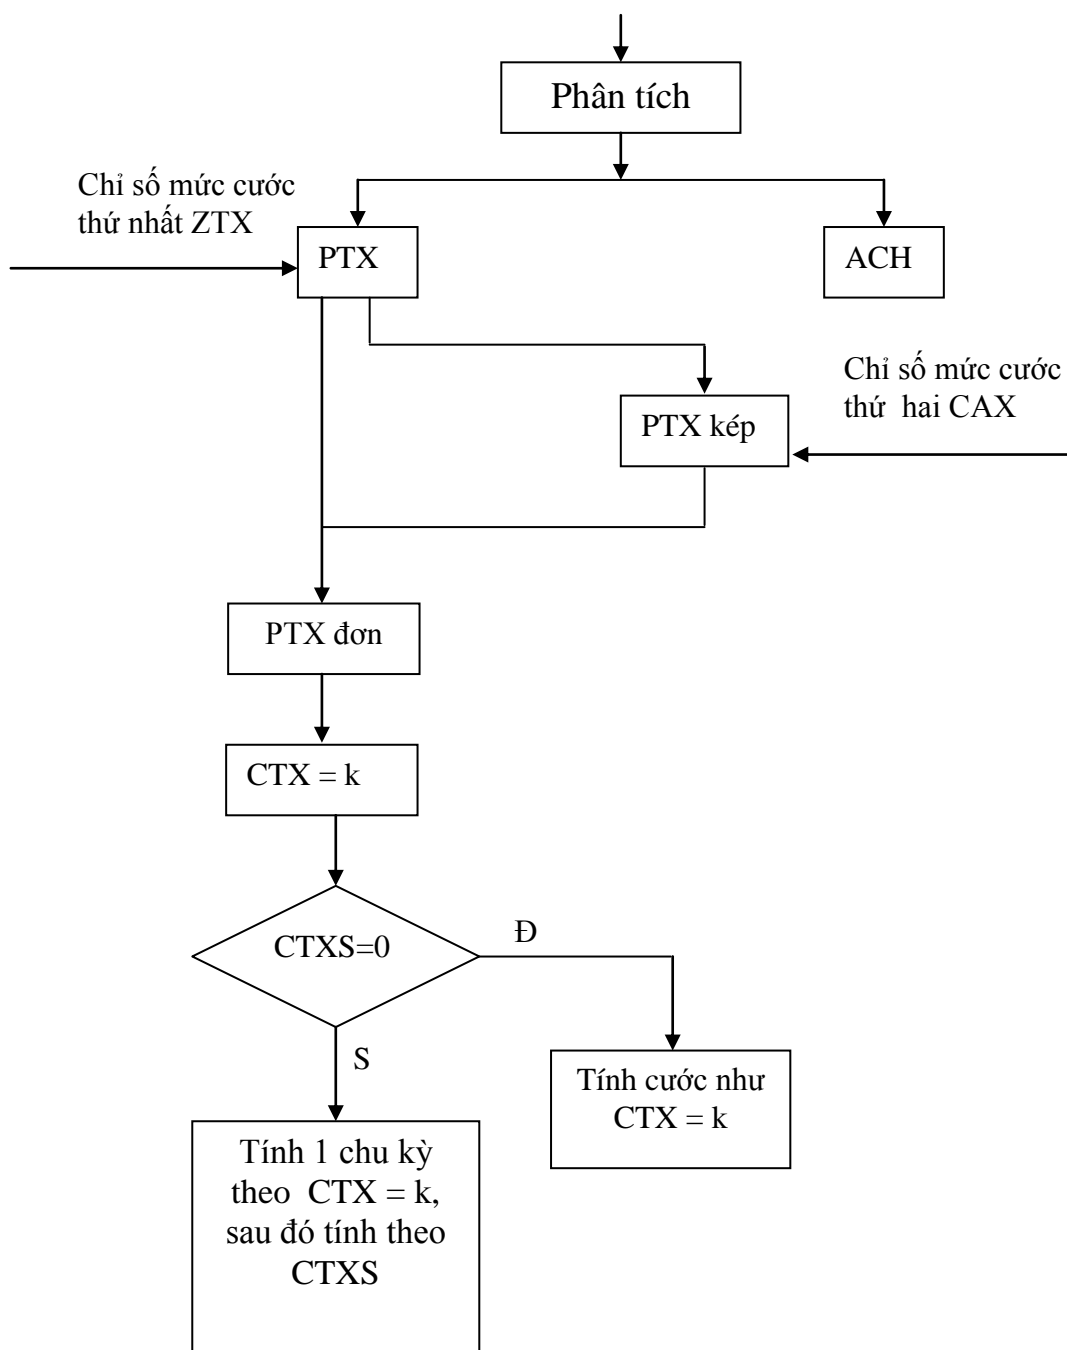 Phân tích
Chỉ số mức cước
thứ nhất ZTX
PTX
ACH
Chỉ số mức cước
thứ hai CAX
PTX kép
PTX đơn
CTX = k
CTXS=0
Đ
S
Tính cước như
CTX = k
Tính 1 chu kỳ
theo CTX = k,
sau đó tính theo
CTXS